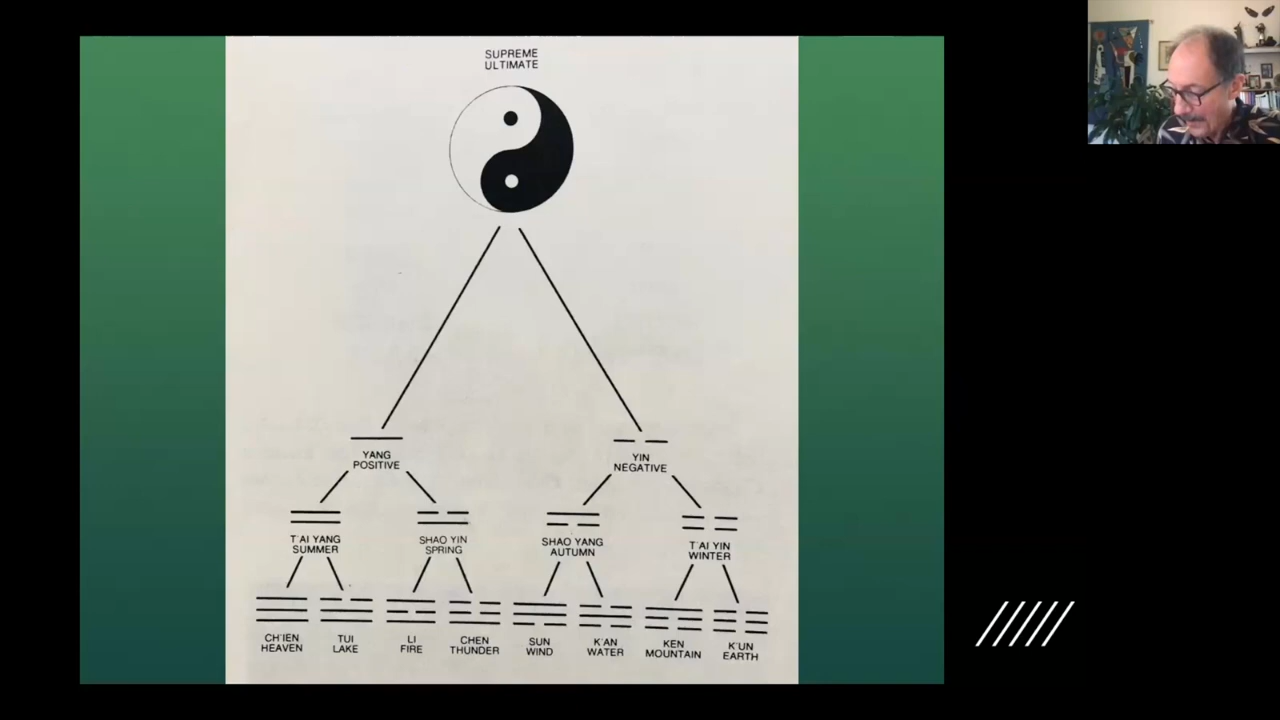 SUPREME
ULTIMATE
YANG
POSITIVE
YIN
NEGATIVE
T'AI YANG
SUMMER
SHAO YIN
SPRING
SHAO YANG
AUTUMN
T'AI YIN
WINTER
CH'IEN
HEAVEN
TUI
LAKE
LI
FIRE
CHEN
THUNDER
SUN
WIND
K'AN
WATER
KEN
MOUNTAIN
K'UN
EARTH